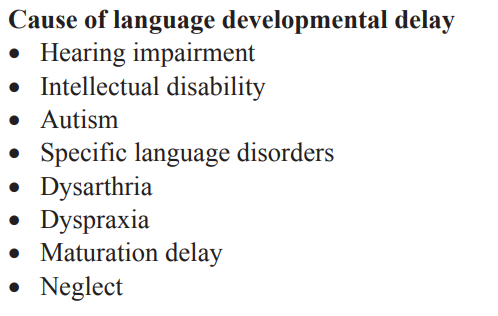 Cause of language developmental delay
• Hearing impairment
• Intellectual disability
• Autism
• Specific language disorders
• Dysarthria
• Dyspraxia
• Maturation delay
• Neglect